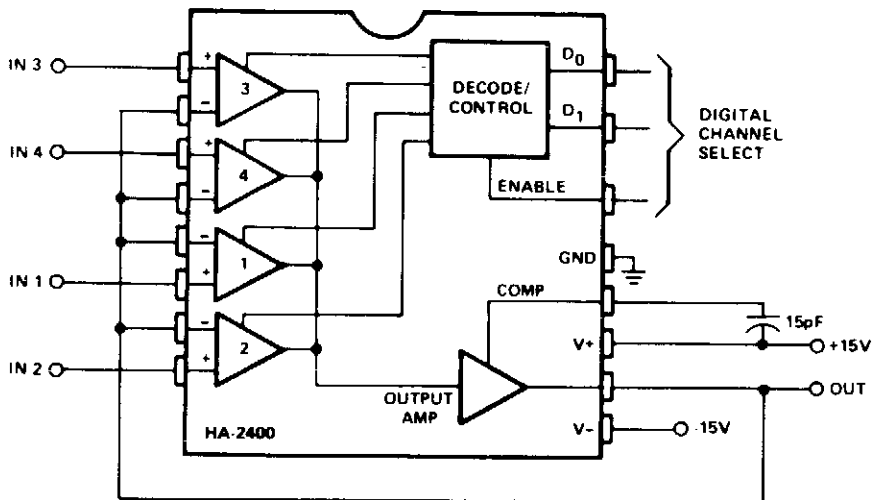 IN 3
+
-
3
IN 4
+
-
4
-
IN 1
+
1
-
IN 2
+
2
HA-2400
DECODE/
CONTROL
D0
D1
ENABLE
DIGITAL
CHANNEL
SELECT
GND
COMP
15pF
V+
+15V
OUTPUT
AMP
OUT
V-
-15V